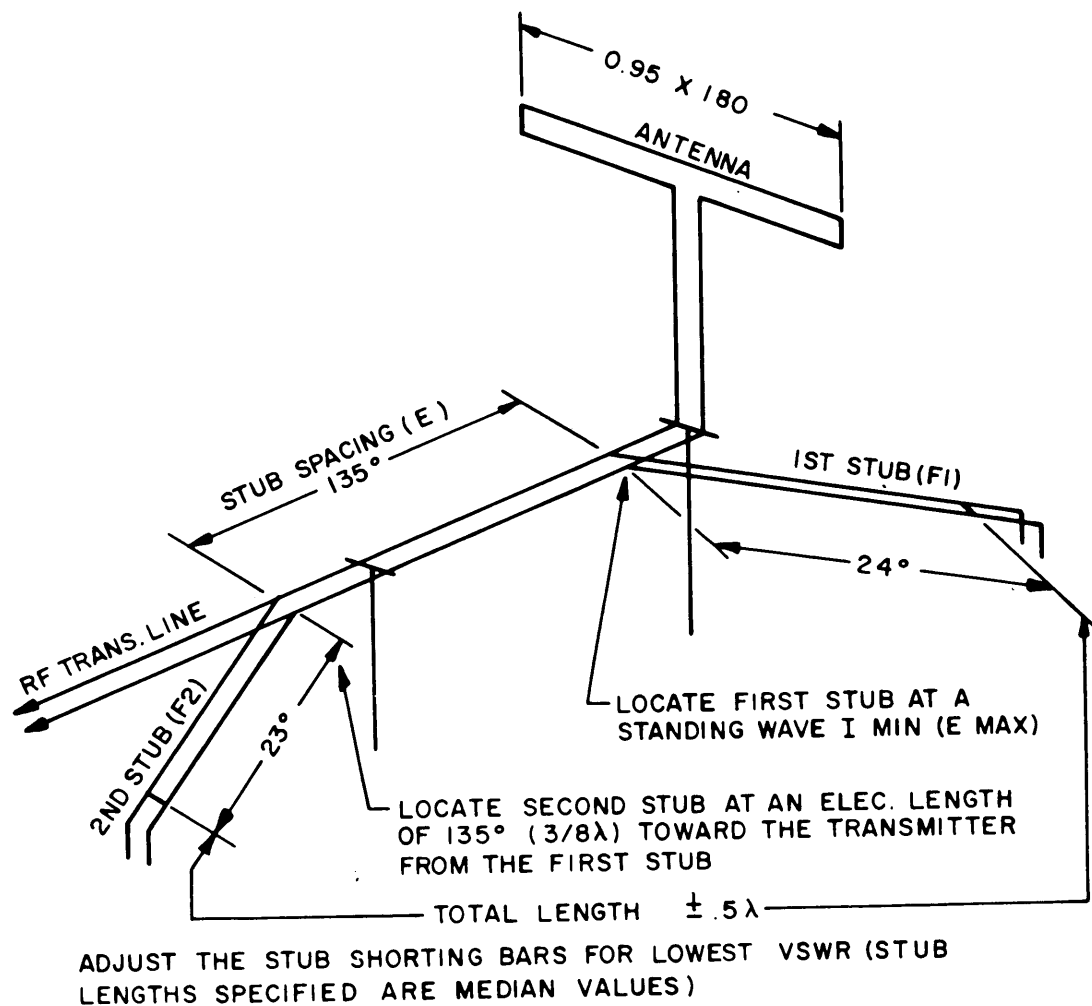 0.95 X 180
ANTENNA
STUB SPACING (E)
135°
1ST STUB (F1)
24°
RF TRANS. LINE
2ND STUB (F2)
23°
LOCATE FIRST STUB AT A
STANDING WAVE I MIN (E MAX)
LOCATE SECOND STUB AT AN ELEC. LENGTH
OF 135° (3/8λ) TOWARD THE TRANSMITTER
FROM THE FIRST STUB
TOTAL LENGTH ± .5λ
ADJUST THE STUB SHORTING BARS FOR LOWEST VSWR (STUB
LENGTHS SPECIFIED ARE MEDIAN VALUES)